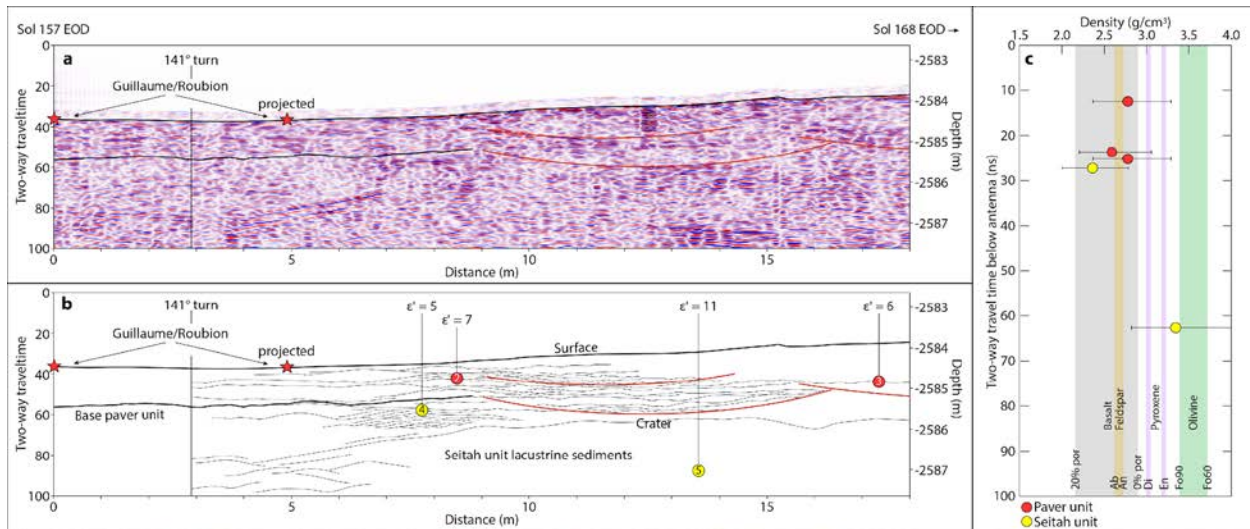 Sol 157 EOD
Sol 168 EOD →
0
20
40
60
80
100
Two-way traveltime (ns)
a
141° turn
Guillaume/Roubion
projected
-2583
-2584
-2585
-2586
-2587
Depth (m)
0
5
10
15
Distance (m)
0
20
40
60
80
100
Two-way traveltime (ns)
b
141° turn
Guillaume/Roubion
projected
ε' = 5
ε' = 7
ε' = 11
ε' = 6
Surface
2
3
4
5
Base paver unit
Crater
Seitah unit lacustrine sediments
-2583
-2584
-2585
-2586
-2587
Depth (m)
0
5
10
15
Distance (m)
Density (g/cm³)
1.5 2.0 2.5 3.0 3.5 4.0
c
0
10
20
30
40
50
60
70
80
90
100
Two-way travel time below antenna (ns)
Basalt
Feldspar
Pyroxene
Olivine
20% por
Ab
An
0% por
Di
En
Fo90
Fo60
Paver unit
Seitah unit